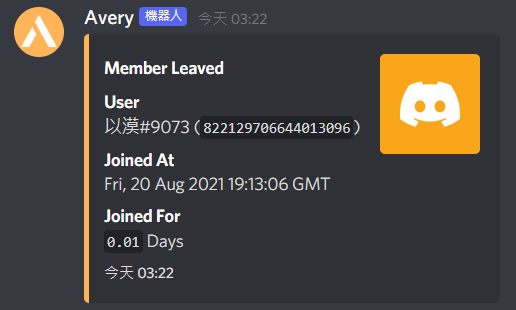 Avery 機器人 今天 03:22
Member Leaved
User
以漠#9073 (822129706644013096)
Joined At
Fri, 20 Aug 2021 19:13:06 GMT
Joined For
0.01 Days
今天 03:22